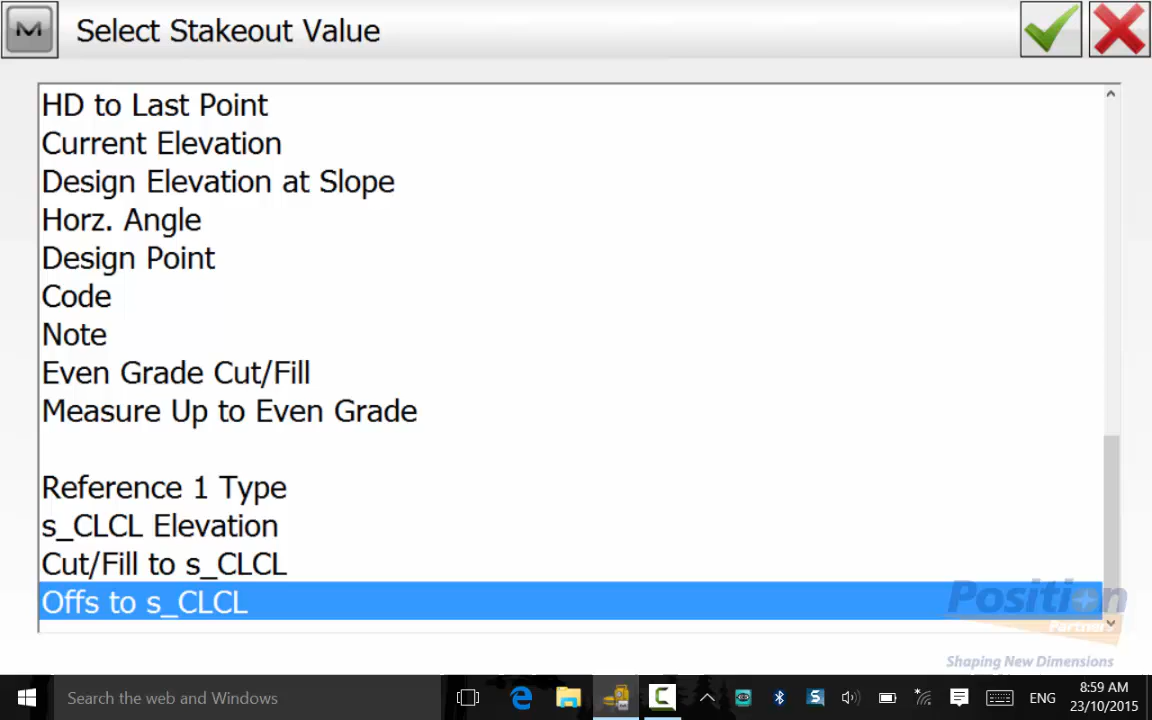 Select Stakeout Value
HD to Last Point
Current Elevation
Design Elevation at Slope
Horz. Angle
Design Point
Code
Note
Even Grade Cut/Fill
Measure Up to Even Grade
Reference 1 Type
s_CLCL Elevation
Cut/Fill to s_CLCL
Offs to s_CLCL
Position
Partners
Shaping New Dimensions
Search the web and Windows
ENG
8:59 AM
23/10/2015